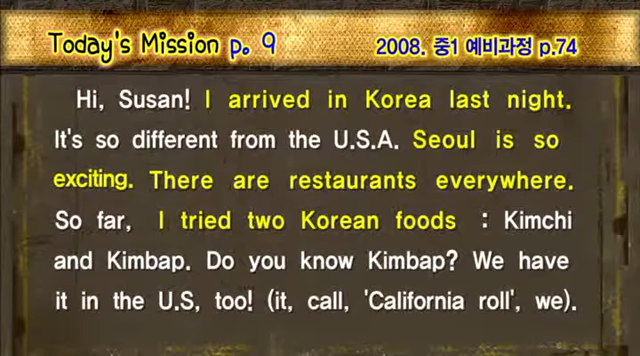 Today's Mission p. 9
2008. 중1 예비과정 p.74
Hi, Susan! I arrived in Korea last night.
It's so different from the U.S.A. Seoul is so
exciting. There are restaurants everywhere.
So far, I tried two Korean foods : Kimchi
and Kimbap. Do you know Kimbap? We have
it in the U.S, too! (it, call, 'California roll', we).